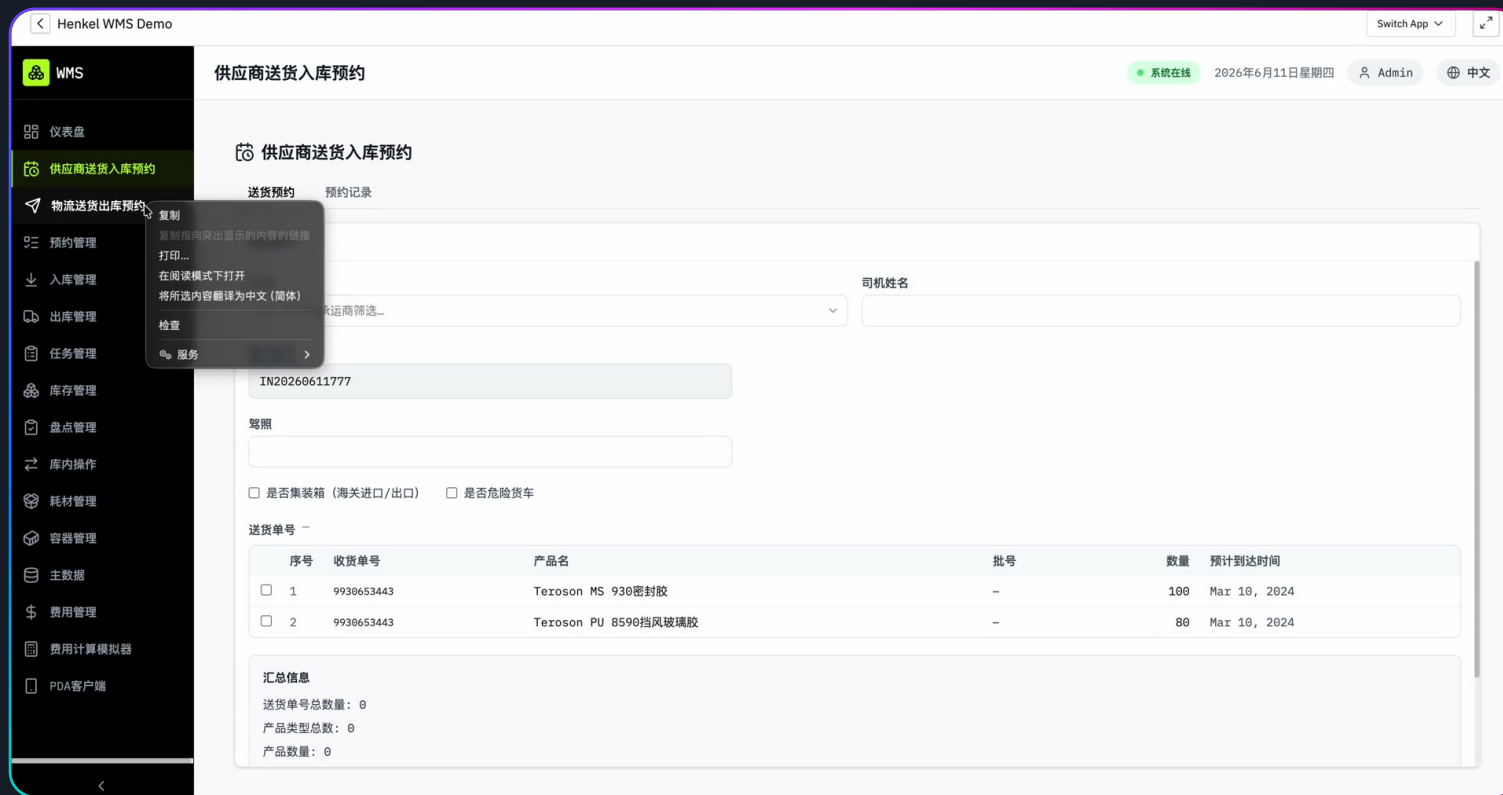 Henkel WMS Demo
Switch App
WMS
供应商送货入库预约
系统在线
2026年6月11日星期四
Admin
中文
仪表盘
供应商送货入库预约
物流送货出库预约
预约管理
入库管理
出库管理
任务管理
库存管理
盘点管理
库内操作
耗材管理
容器管理
主数据
费用管理
费用计算模拟器
PDA客户端
供应商送货入库预约
送货预约
预约记录
复制
复制指向突出显示的内容的链接
打印...
在阅读模式下打开
将所选内容翻译为中文 (简体)
检查
服务
承运商筛选...
司机姓名
IN20260611777
驾照
是否集装箱 (海关进口/出口)
是否危险货车
送货单号 —
序号 收货单号 产品名 批号 数量 预计到达时间
1 9930653443 Teroson MS 930密封胶 – 100 Mar 10, 2024
2 9930653443 Teroson PU 8590挡风玻璃胶 – 80 Mar 10, 2024
汇总信息
送货单号总数量: 0
产品类型总数: 0
产品数量: 0